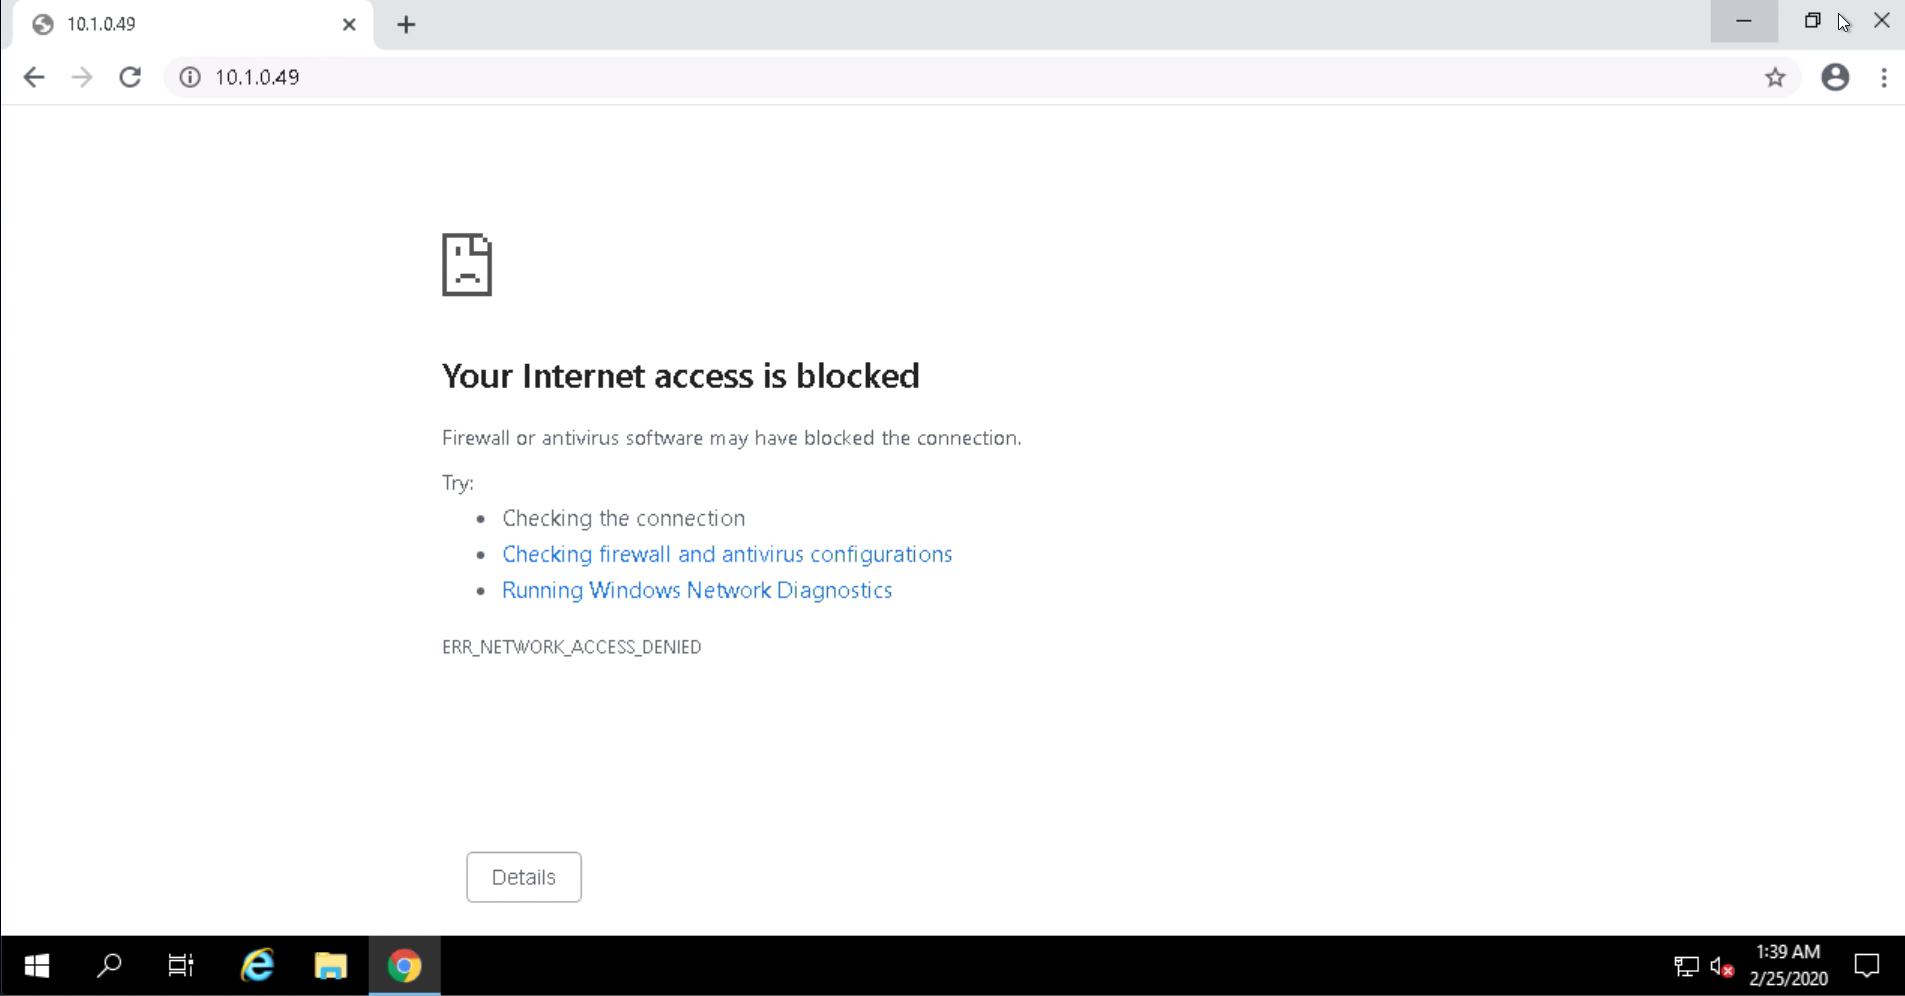 10.1.0.49
10.1.0.49
Your Internet access is blocked
Firewall or antivirus software may have blocked the connection.
Try:
• Checking the connection
• Checking firewall and antivirus configurations
• Running Windows Network Diagnostics
ERR_NETWORK_ACCESS_DENIED
Details
1:39 AM
2/25/2020